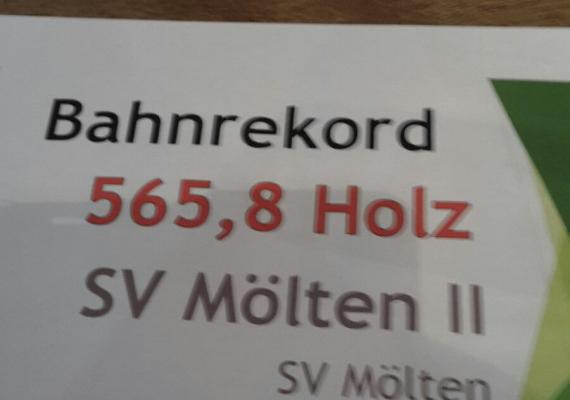 Bahnrekord
565,8 Holz
SV Mölten II
SV Mölten